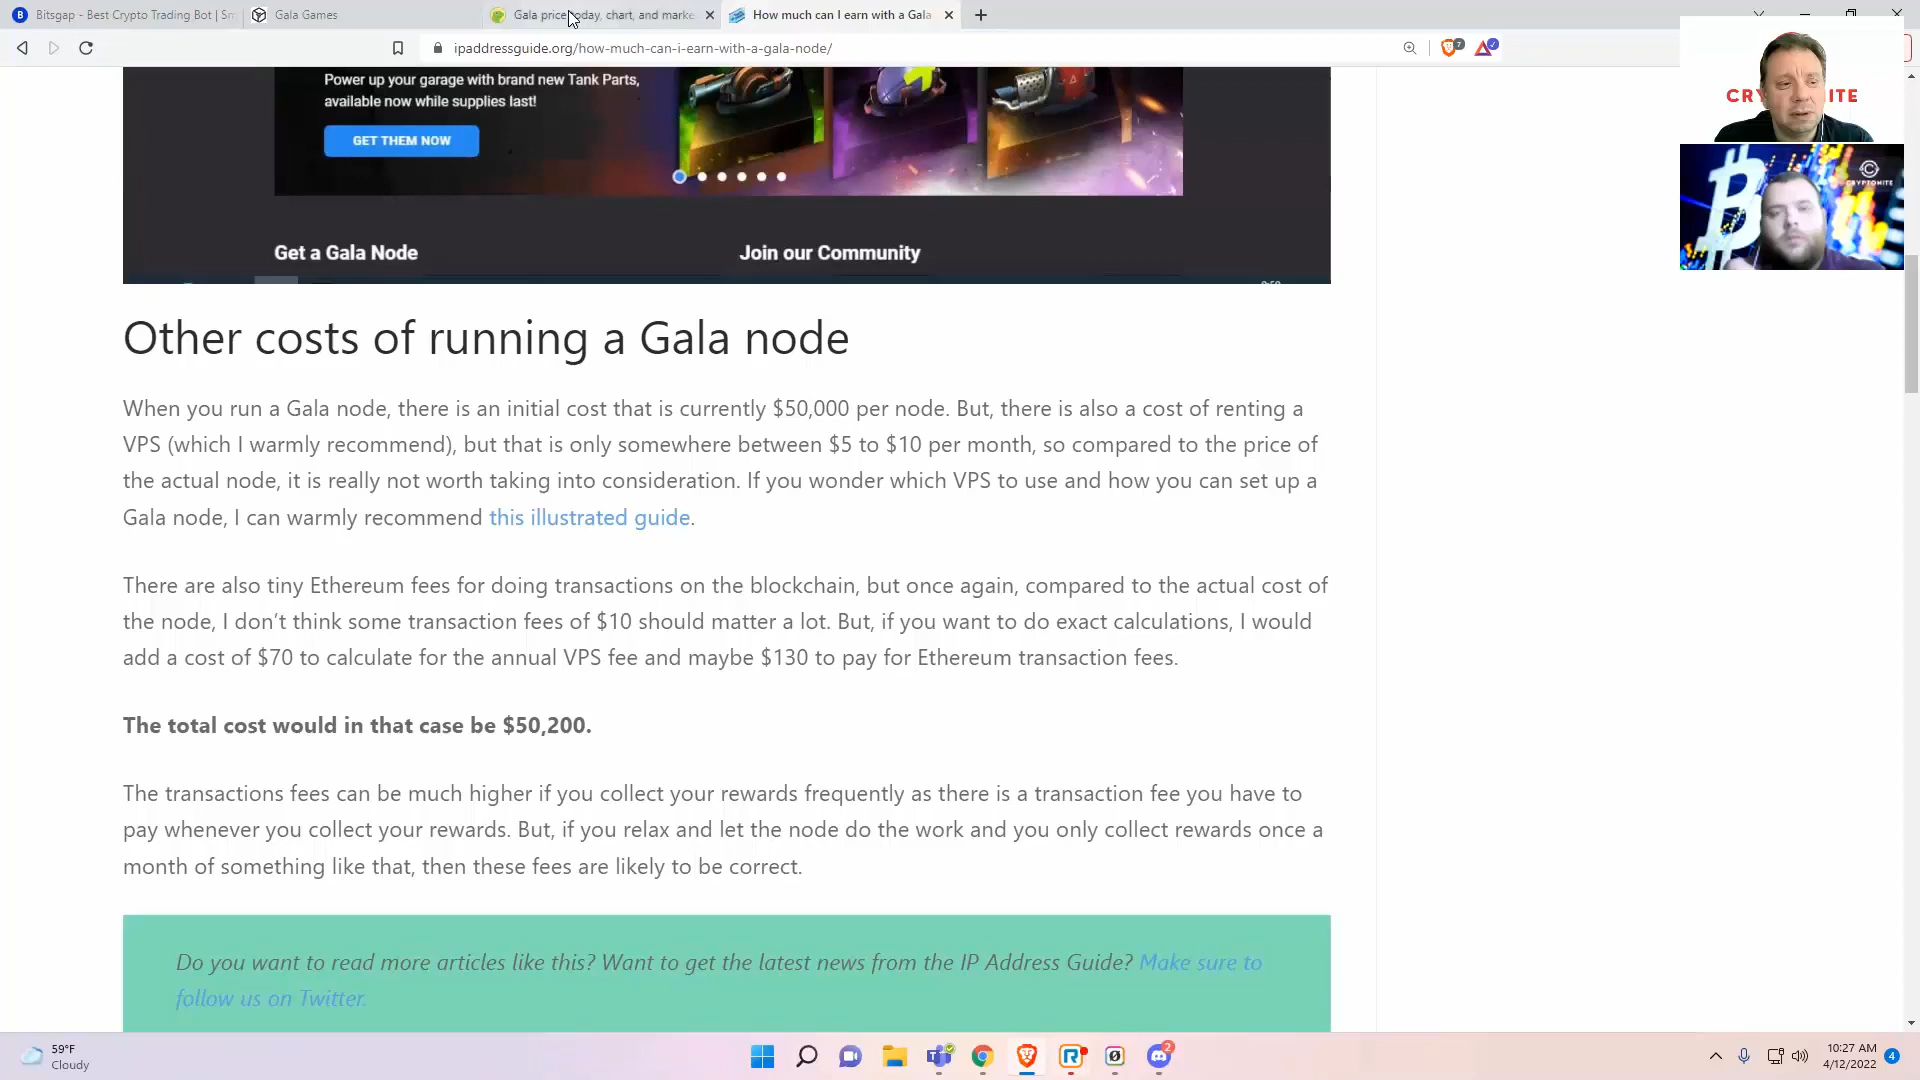 Bitsgap - Best Crypto Trading Bot | Sm
Gala Games
Gala price today, chart, and marke
How much can I earn with a Gala
ipaddressguide.org/how-much-can-i-earn-with-a-gala-node/
7
Power up your garage with brand new Tank Parts,
available now while supplies last!
GET THEM NOW
Get a Gala Node
Join our Community
CRY ITE
CRYPTOMITE
Other costs of running a Gala node
When you run a Gala node, there is an initial cost that is currently $50,000 per node. But, there is also a cost of renting a
VPS (which I warmly recommend), but that is only somewhere between $5 to $10 per month, so compared to the price of
the actual node, it is really not worth taking into consideration. If you wonder which VPS to use and how you can set up a
Gala node, I can warmly recommend this illustrated guide.
There are also tiny Ethereum fees for doing transactions on the blockchain, but once again, compared to the actual cost of
the node, I don’t think some transaction fees of $10 should matter a lot. But, if you want to do exact calculations, I would
add a cost of $70 to calculate for the annual VPS fee and maybe $130 to pay for Ethereum transaction fees.
The total cost would in that case be $50,200.
The transactions fees can be much higher if you collect your rewards frequently as there is a transaction fee you have to
pay whenever you collect your rewards. But, if you relax and let the node do the work and you only collect rewards once a
month of something like that, then these fees are likely to be correct.
Do you want to read more articles like this? Want to get the latest news from the IP Address Guide? Make sure to
follow us on Twitter.
59°F
Cloudy
2
10:27 AM
4/12/2022
4